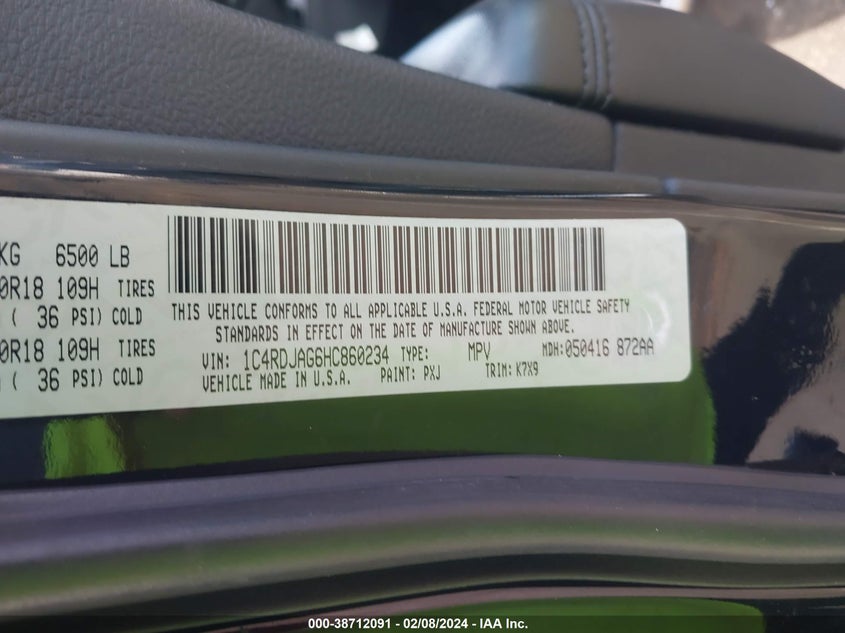 KG 6500 LB
0R18 109H TIRES
( 36 PSI) COLD
0R18 109H TIRES
( 36 PSI) COLD
THIS VEHICLE CONFORMS TO ALL APPLICABLE U.S.A. FEDERAL MOTOR VEHICLE SAFETY
STANDARDS IN EFFECT ON THE DATE OF MANUFACTURE SHOWN ABOVE.
VIN: 1C4RDJAG6HC860234 TYPE: MPV MDH:050416 872AA
VEHICLE MADE IN U.S.A. PAINT: PXJ TRIM: K7X9
000-38712091 - 02/08/2024 - IAA Inc.